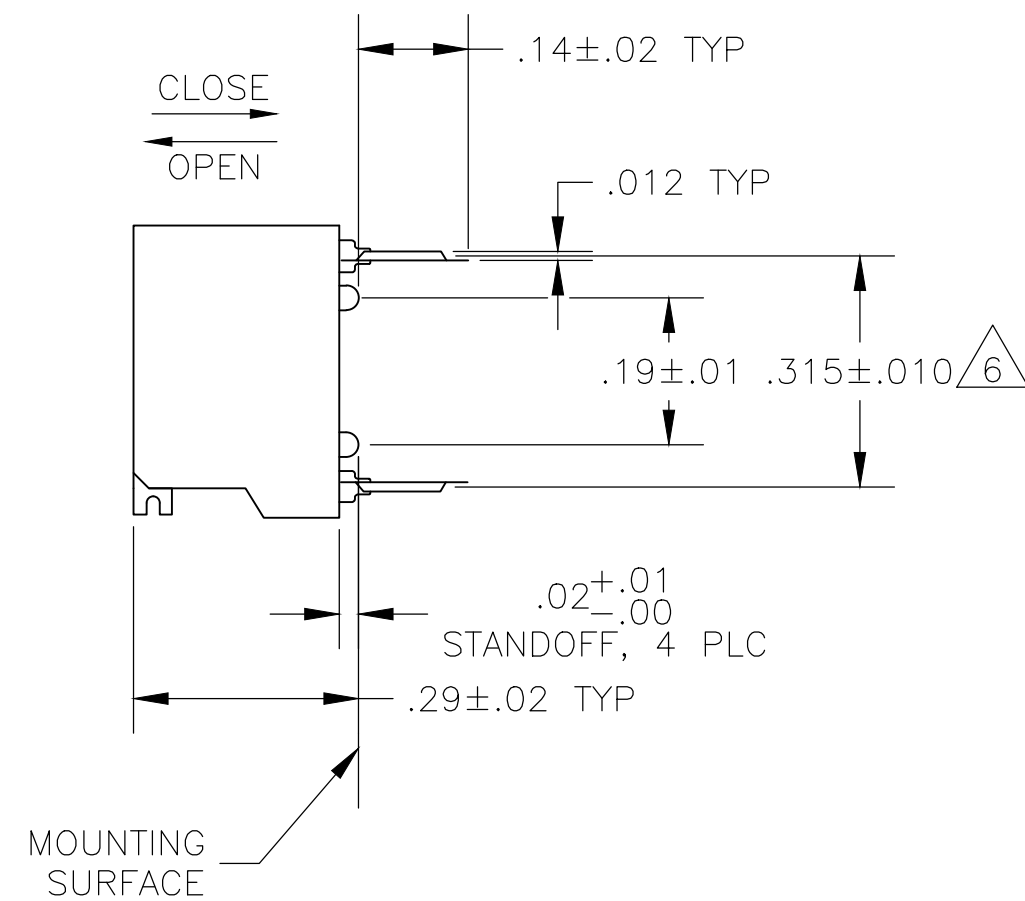 .14±.02 TYP
CLOSE
OPEN
.012 TYP
.19±.01 .315±.010 6
.02 +.01
-.00
STANDOFF, 4 PLC
.29±.02 TYP
MOUNTING
SURFACE